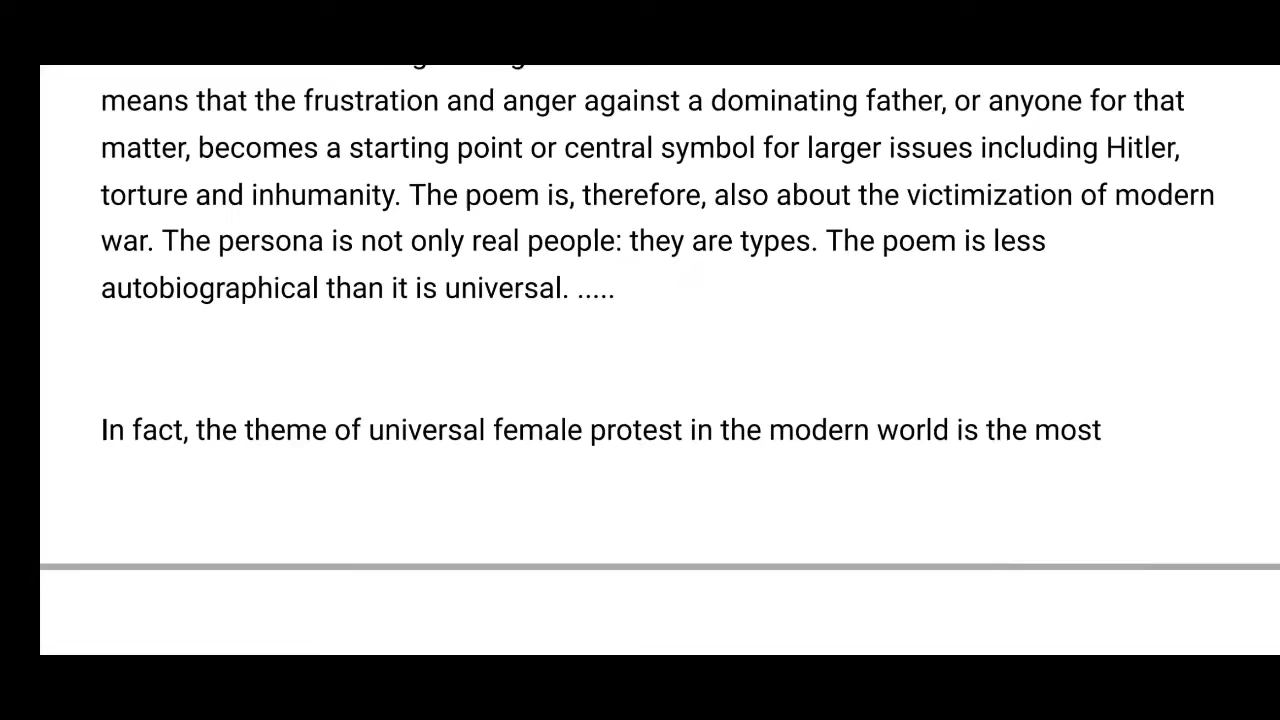 means that the frustration and anger against a dominating father, or anyone for that
matter, becomes a starting point or central symbol for larger issues including Hitler,
torture and inhumanity. The poem is, therefore, also about the victimization of modern
war. The persona is not only real people: they are types. The poem is less
autobiographical than it is universal. .....
In fact, the theme of universal female protest in the modern world is the most